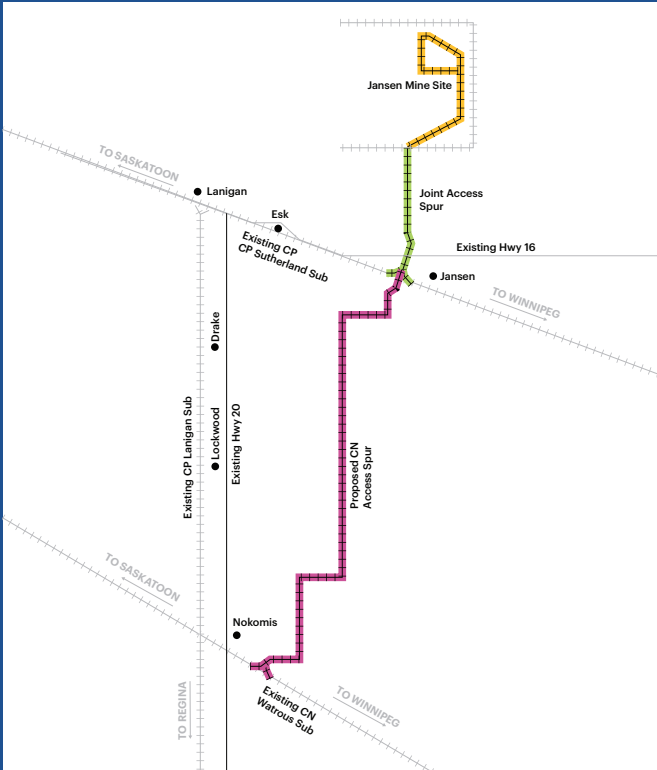 Jansen Mine Site
TO SASKATOON
Lanigan
Joint Access
Spur
Esk
Existing CP
CP Sutherland Sub
Existing Hwy 16
Jansen
TO WINNIPEG
Drake
Lockwood
Existing CP Lanigan Sub
Existing Hwy 20
Proposed CN
Access Spur
TO SASKATOON
Nokomis
TO REGINA
Existing CN
Watrous Sub
TO WINNIPEG